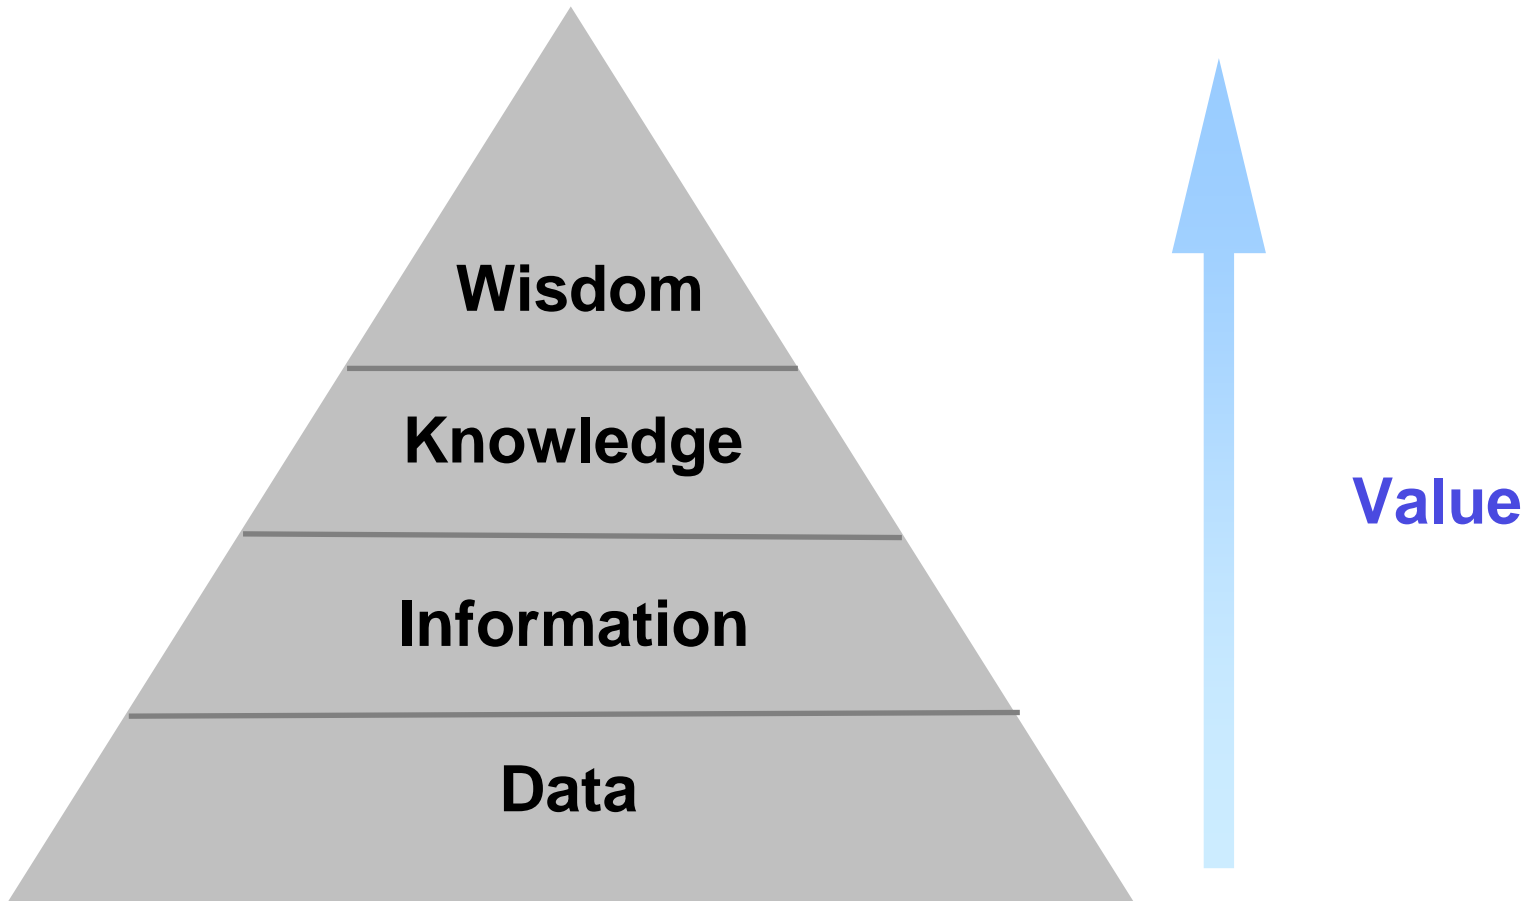 Wisdom
Knowledge
Value
Information
Data